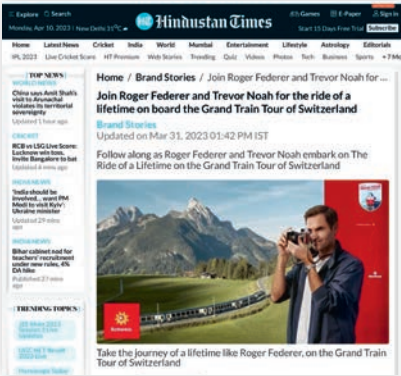 Explore Search
Monday, Apr 10, 2023 | New Delhi 31°C
HT Hindustan Times
Games E-Paper Sign in
Start 15 Days Free Trial Subscribe
Home Latest News Cricket India World Mumbai Entertainment Lifestyle Astrology Editorials
IPL 2023 Live Cricket Score HT Premium Web Stories Trending Quiz Videos Photos Tech Business Sports
TOP NEWS
WORLD NEWS
China says Amit Shah's
visit to Arunachal
violates its territorial
sovereignty
Updated 1 hour ago
CRICKET
RCB vs LSG Live Score:
Lucknow win toss,
invite Bangalore to bat
Updated 4 mins ago
INDIA NEWS
'India should be
involved... want PM
Modi to visit Kyiv':
Ukraine minister
Updated 29 mins
ago
INDIA NEWS
Bihar cabinet nod for
teachers' recruitment
under new rules, 4%
DA hike
Published 27 mins
ago
TRENDING TOPICS
Home / Brand Stories / Join Roger Federer and Trevor Noah for ...
Join Roger Federer and Trevor Noah for the ride of a
lifetime on board the Grand Train Tour of Switzerland
Brand Stories
Updated on Mar 31, 2023 01:42 PM IST
Follow along as Roger Federer and Trevor Noah embark on The
Ride of a Lifetime on the Grand Train Tour of Switzerland
Take the journey of a lifetime like Roger Federer, on the Grand Train
Tour of Switzerland